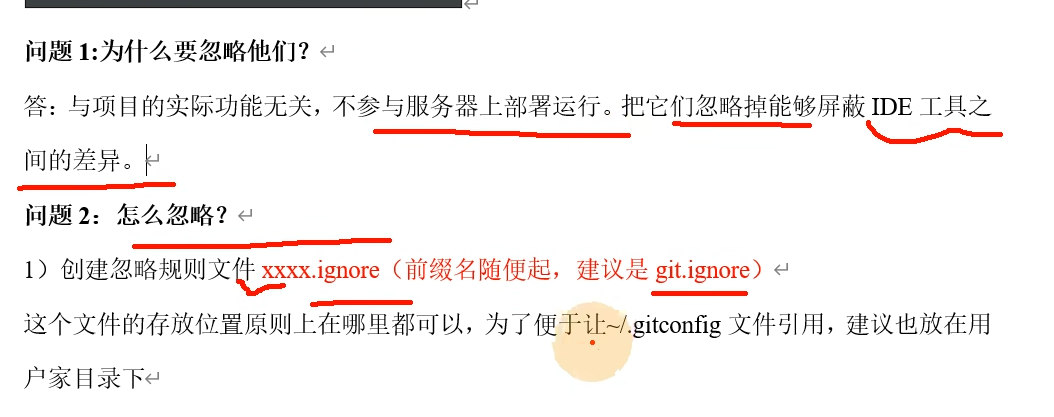 问题 1:为什么要忽略他们？
答：与项目的实际功能无关，不参与服务器上部署运行。把它们忽略掉能够屏蔽 IDE 工具之
间的差异。
问题 2：怎么忽略？
1）创建忽略规则文件 xxxx.ignore（前缀名随便起，建议是 git.ignore）
这个文件的存放位置原则上在哪里都可以，为了便于让~/.gitconfig 文件引用，建议也放在用
户家目录下